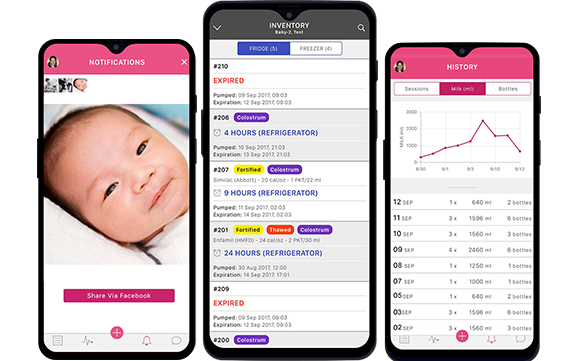 NOTIFICATIONS
Share Via Facebook
INVENTORY
Baby-2, Test
FRIDGE (5) FREEZER (4)
#210
EXPIRED
Pumped: 09 Sep 2017, 09:03
Expiration: 12 Sep 2017, 09:03
#206 Colostrum
4 HOURS (REFRIGERATOR)
Pumped: 10 Sep 2017, 21:03
Expiration: 13 Sep 2017, 21:03
#207 Fortified Colostrum
Similac (Abbott) - 20 cal/oz - 1 PKT/22 ml
9 HOURS (REFRIGERATOR)
Pumped: 11 Sep 2017, 02:03
Expiration: 14 Sep 2017, 02:03
#201 Fortified Thawed Colostrum
Enfamil (HMFD) - 24 cal/oz - 2 PKT/30 ml
24 HOURS (REFRIGERATOR)
Pumped: 30 Aug 2017, 12:00
Expiration: 14 Sep 2017, 17:01
#209
EXPIRED
Pumped: 09 Sep 2017, 09:03
Expiration: 12 Sep 2017, 09:03
#200 Colostrum
HISTORY
Sessions Milk (ml) Bottles
MILK (ml)
3000
2000
1000
0
8/30 9/1 9/3 9/6 9/9 9/12
12 SEP 1 x 640 ml 2 bottles
11 SEP 3 x 1596 ml 6 bottles
10 SEP 3 x 1560 ml 3 bottles
09 SEP 4 x 2460 ml 6 bottles
08 SEP 1 x 1250 ml 1 bottles
07 SEP 1 x 1000 ml 1 bottles
05 SEP 1 x 640 ml 2 bottles
03 SEP 3 x 1596 ml 6 bottles
02 SEP 3 x 1560 ml 3 bottles